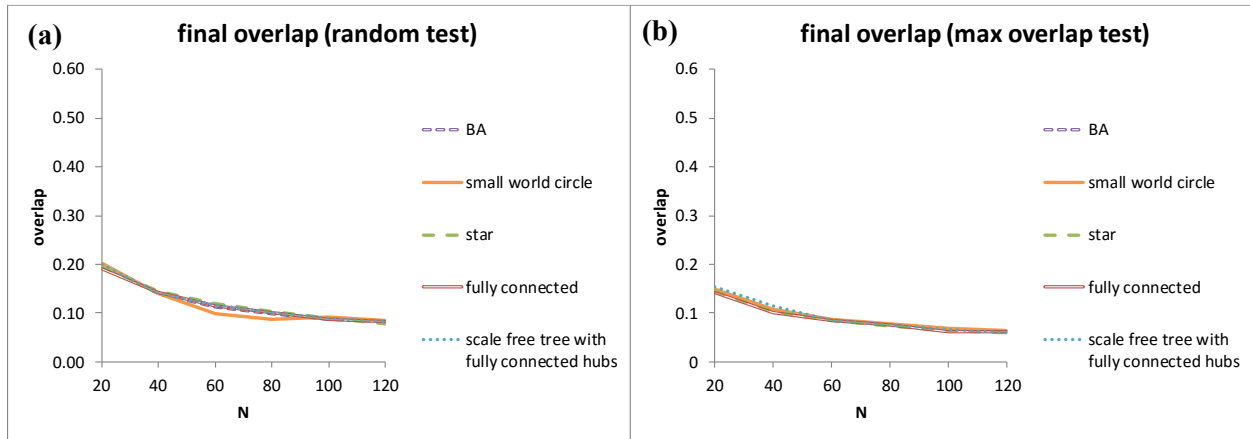 (a)
final overlap (random test)
overlap
0.60
0.50
0.40
0.30
0.20
0.10
0.00
20 40 60 80 100 120
N
BA
small world circle
star
fully connected
scale free tree with
fully connected hubs
(b)
final overlap (max overlap test)
overlap
0.6
0.5
0.4
0.3
0.2
0.1
0
20 40 60 80 100 120
N
BA
small world circle
star
fully connected
scale free tree with
fully connected hubs